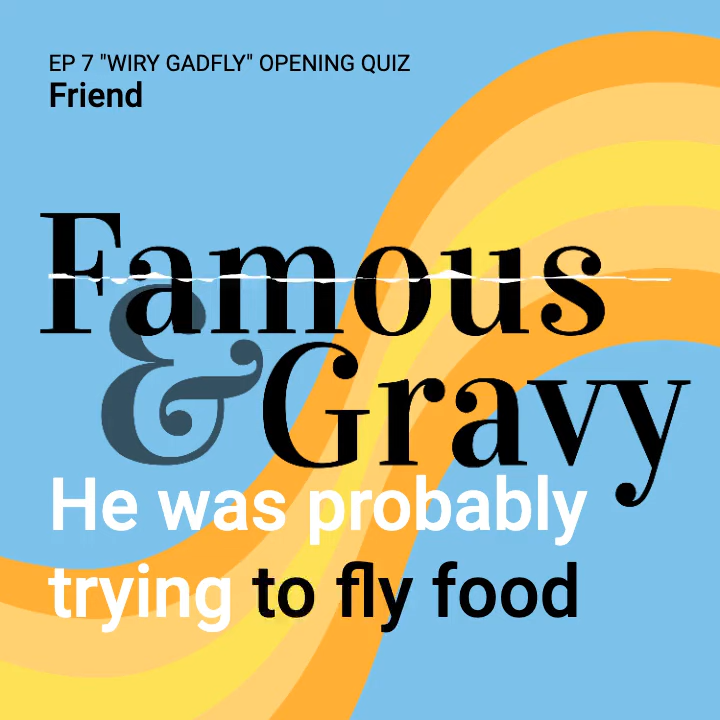 EP 7 "WIRY GADFLY" OPENING QUIZ
Friend
Famous
& Gravy
He was probably
trying to fly food